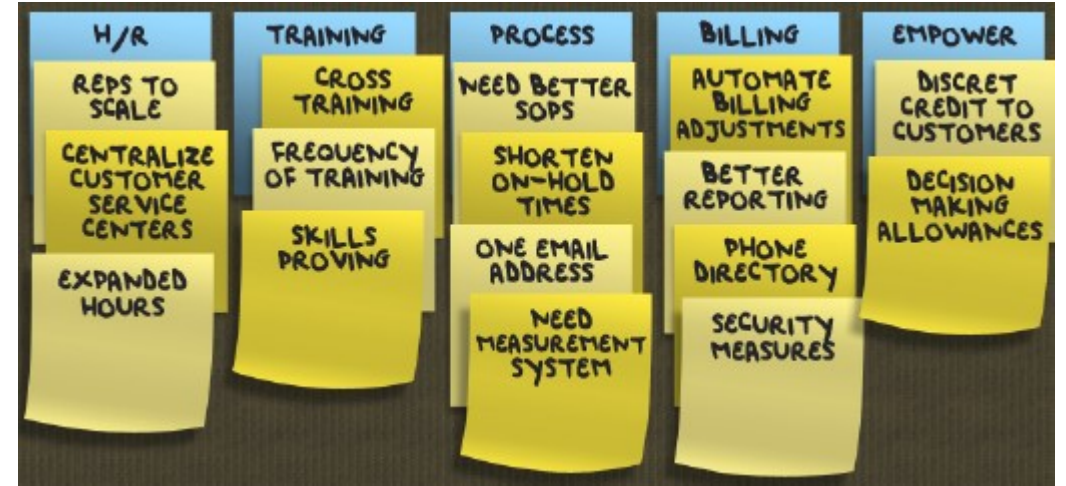 H/R
REPS TO
SCALE
CENTRALIZE
CUSTOMER
SERVICE
CENTERS
EXPANDED
HOURS
TRAINING
CROSS
TRAINING
FREQUENCY
OF TRAINING
SKILLS
PROVING
PROCESS
NEED BETTER
SOPS
SHORTEN
ON-HOLD
TIMES
ONE EMAIL
ADDRESS
NEED
MEASUREMENT
SYSTEM
BILLING
AUTOMATE
BILLING
ADJUSTMENTS
BETTER
REPORTING
PHONE
DIRECTORY
SECURITY
MEASURES
EMPOWER
DISCRET
CREDIT TO
CUSTOMERS
DECISION
MAKING
ALLOWANCES